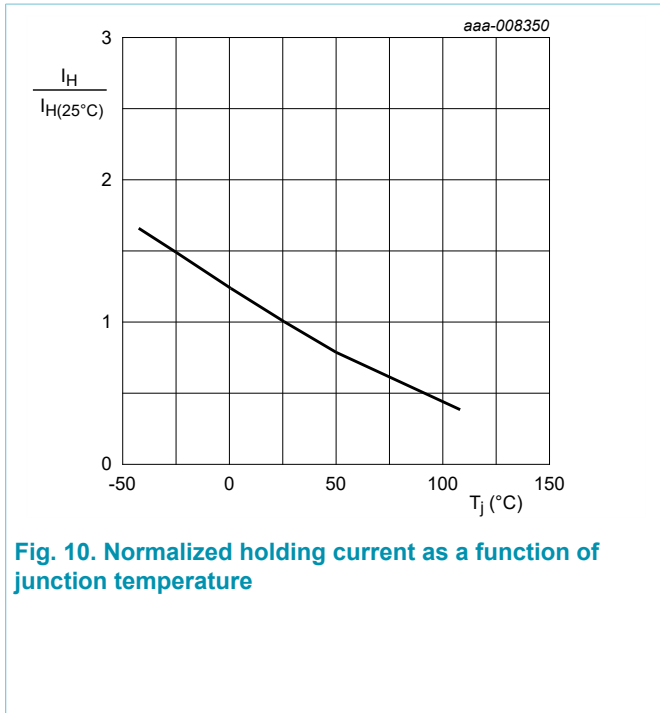 aaa-008350
3
I_H
I_H(25°C)
2
1
0
-50 0 50 100 150
T_j (°C)
Fig. 10. Normalized holding current as a function of
junction temperature